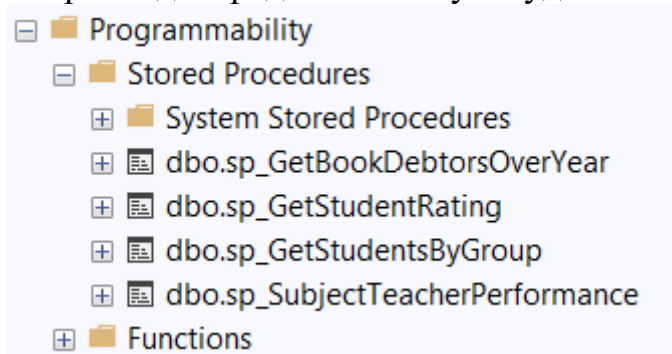 Programmability
Stored Procedures
System Stored Procedures
dbo.sp_GetBookDebtorsOverYear
dbo.sp_GetStudentRating
dbo.sp_GetStudentsByGroup
dbo.sp_SubjectTeacherPerformance
Functions